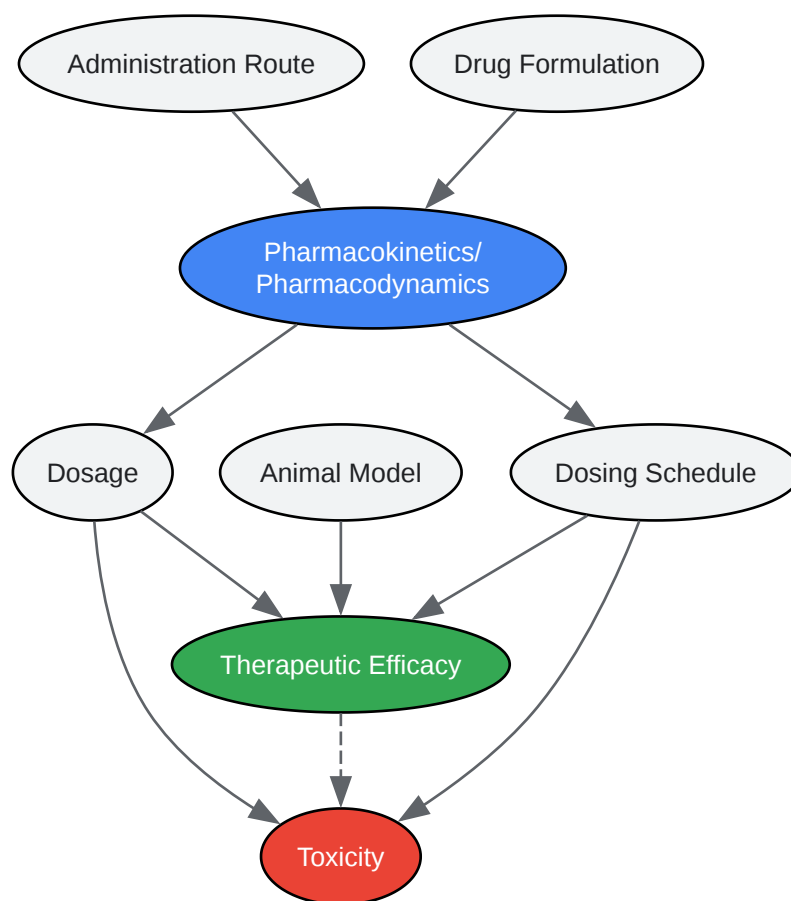 Administration Route
Drug Formulation
Pharmacokinetics/
Pharmacodynamics
Dosage
Animal Model
Dosing Schedule
Therapeutic Efficacy
Toxicity